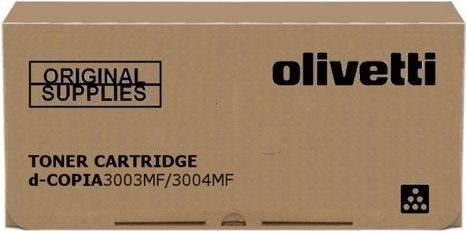 ORIGINAL
SUPPLIES
olivetti
TONER CARTRIDGE
d-COPIA3003MF/3004MF